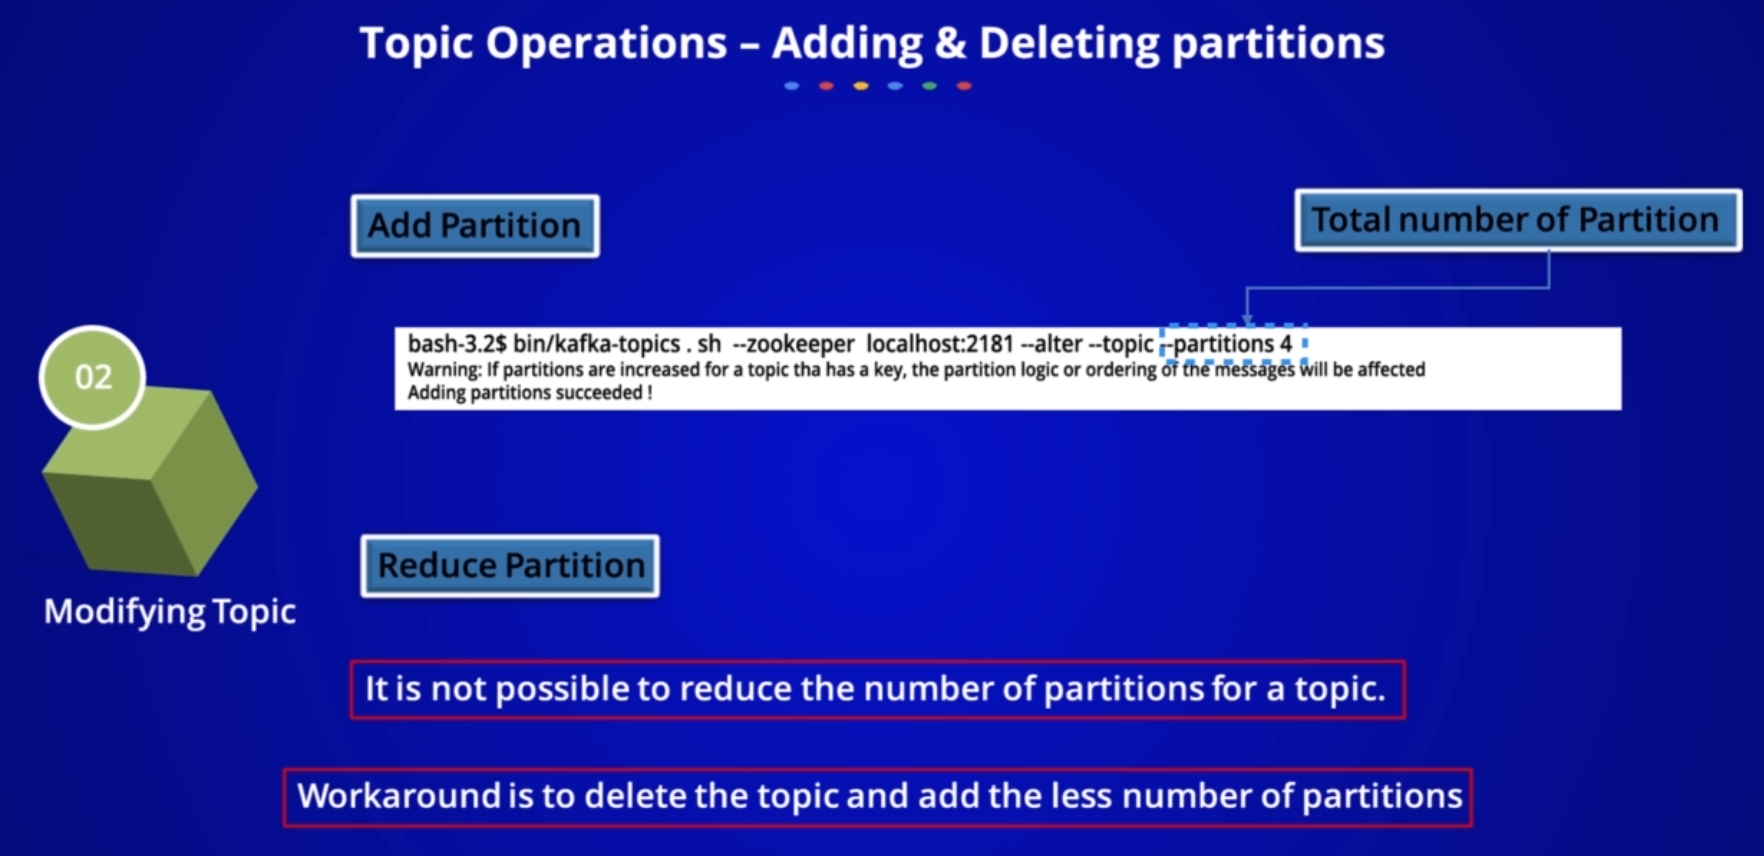 Topic Operations – Adding & Deleting partitions
Add Partition
Total number of Partition
bash-3.2$ bin/kafka-topics . sh --zookeeper localhost:2181 --alter --topic --partitions 4
Warning: If partitions are increased for a topic tha has a key, the partition logic or ordering of the messages will be affected
Adding partitions succeeded !
02
Modifying Topic
Reduce Partition
It is not possible to reduce the number of partitions for a topic.
Workaround is to delete the topic and add the less number of partitions